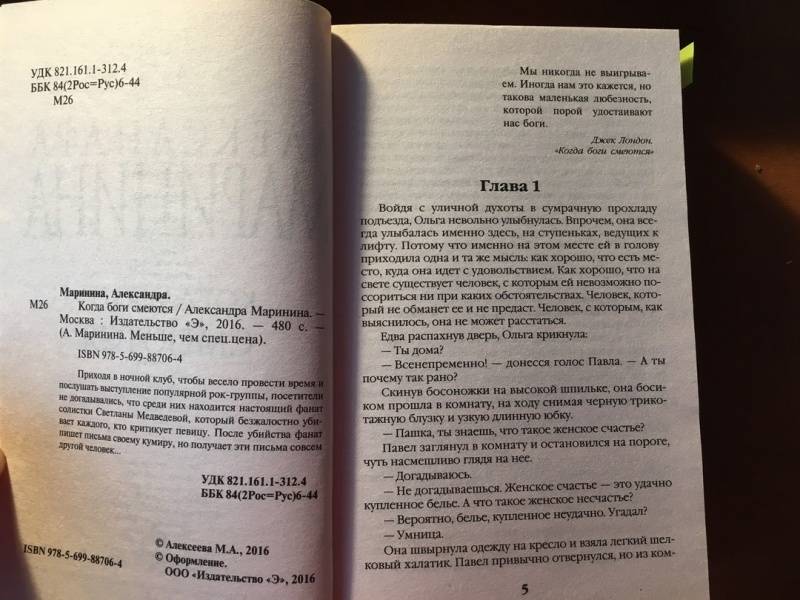 УДК 821.161.1-312.4
ББК 84(2Рос=Рус)6-44
М26
Маринина, Александра.
М26 Когда боги смеются / Александра Маринина. —
Москва : Издательство «Э», 2016. — 480 с. —
(А. Маринина. Меньше, чем спец.цена).
ISBN 978-5-699-88706-4
Приходя в ночной клуб, чтобы весело провести время и
послушать выступление популярной рок-группы, посетители
не догадывались, что среди них находится настоящий фанат
солистки Светланы Медведевой, который безжалостно уби-
вает каждого, кто критикует певицу. После убийства фанат
пишет письма своему кумиру, но получает эти письма совсем
другой человек...
УДК 821.161.1-312.4
ББК 84(2Рос=Рус)6-44
© Алексеева М.А., 2016
© Оформление.
ISBN 978-5-699-88706-4 ООО «Издательство «Э», 2016
Мы никогда не выигрыва-
ем. Иногда нам это кажется, но
такова маленькая любезность,
которой порой удостаивают
нас боги.
Джек Лондон.
«Когда боги смеются»
Глава 1
Войдя с уличной духоты в сумрачную прохладу
подъезда, Ольга невольно улыбнулась. Впрочем, она все-
гда улыбалась именно здесь, на ступеньках, ведущих к
лифту. Потому что именно на этом месте ей в голову
приходила одна и та же мысль: как хорошо, что есть ме-
сто, куда она идет с удовольствием. Как хорошо, что на
свете существует человек, с которым ей невозможно по-
ссориться ни при каких обстоятельствах. Человек, кото-
рый не обманет ее и не предаст. Человек, с которым, как
выяснилось, она не может расстаться.
Едва распахнув дверь, Ольга крикнула:
— Ты дома?
— Всенепременно! — донесся голос Павла. — А ты
почему так рано?
Скинув босоножки на высокой шпильке, она боси-
ком прошла в комнату, на ходу снимая черную трико-
тажную блузку и узкую длинную юбку.
— Пашка, ты знаешь, что такое женское счастье?
Павел заглянул в комнату и остановился на пороге,
чуть насмешливо глядя на нее.
— Догадываюсь.
— Не догадываешься. Женское счастье — это удачно
купленное белье. А что такое женское несчастье?
— Вероятно, белье, купленное неудачно. Угадал?
— Умница.
Она швырнула одежду на кресло и взяла легкий шел-
ковый халатик. Павел привычно отвернулся, но из ком-
5